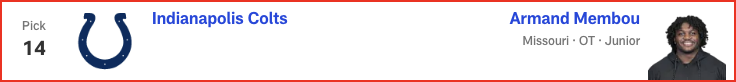 Pick
14
Indianapolis Colts
Armand Membou
Missouri · OT · Junior